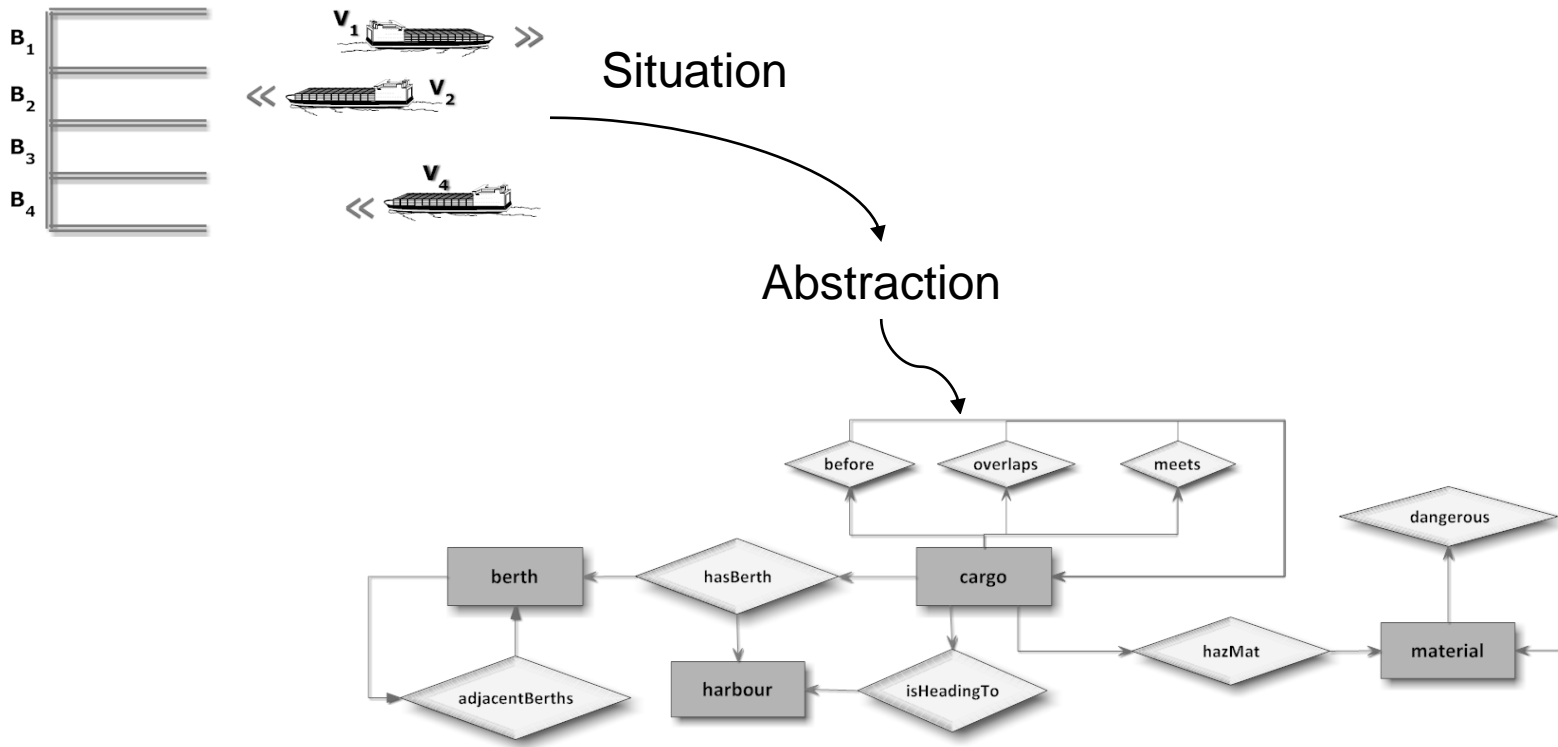 B1
B2
B3
B4
V1 »
« V2
V4
«
Situation
Abstraction
before overlaps meets
dangerous
berth hasBerth cargo
adjacentBerths harbour isHeadingTo hazMat material